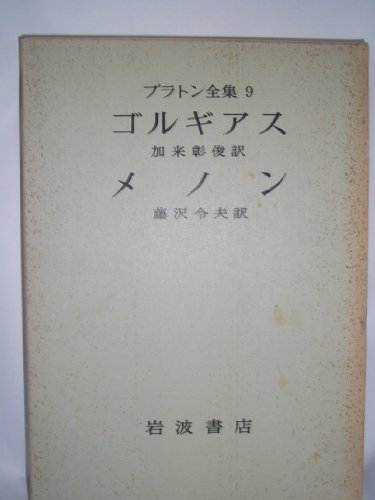 プラトン全集 9
ゴルギアス
加来彰俊訳
メノン
藤沢令夫訳
岩波書店